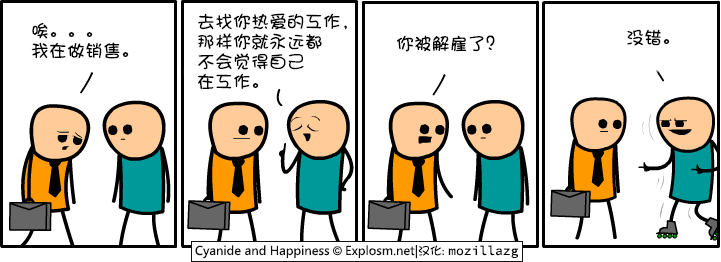 唉。。。
我在做销售。
去找你热爱的互作，
那样你就永远都
不会觉得自己
在互作。
你被解雇了？
没错。
Cyanide and Happiness © Explosm.net|汉化: mozillazg